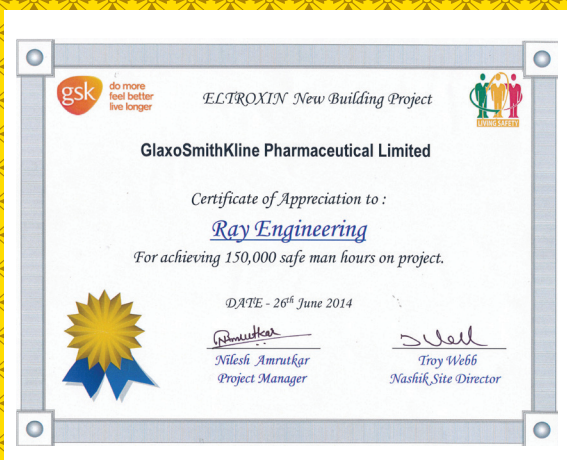 gsk
do more
feel better
live longer
ELTROXIN New Building Project
LIVING SAFETY
GlaxoSmithKline Pharmaceutical Limited
Certificate of Appreciation to :
Ray Engineering
For achieving 150,000 safe man hours on project.
DATE - 26th June 2014
Nilesh Amrutkar
Project Manager
Troy Webb
Nashik Site Director